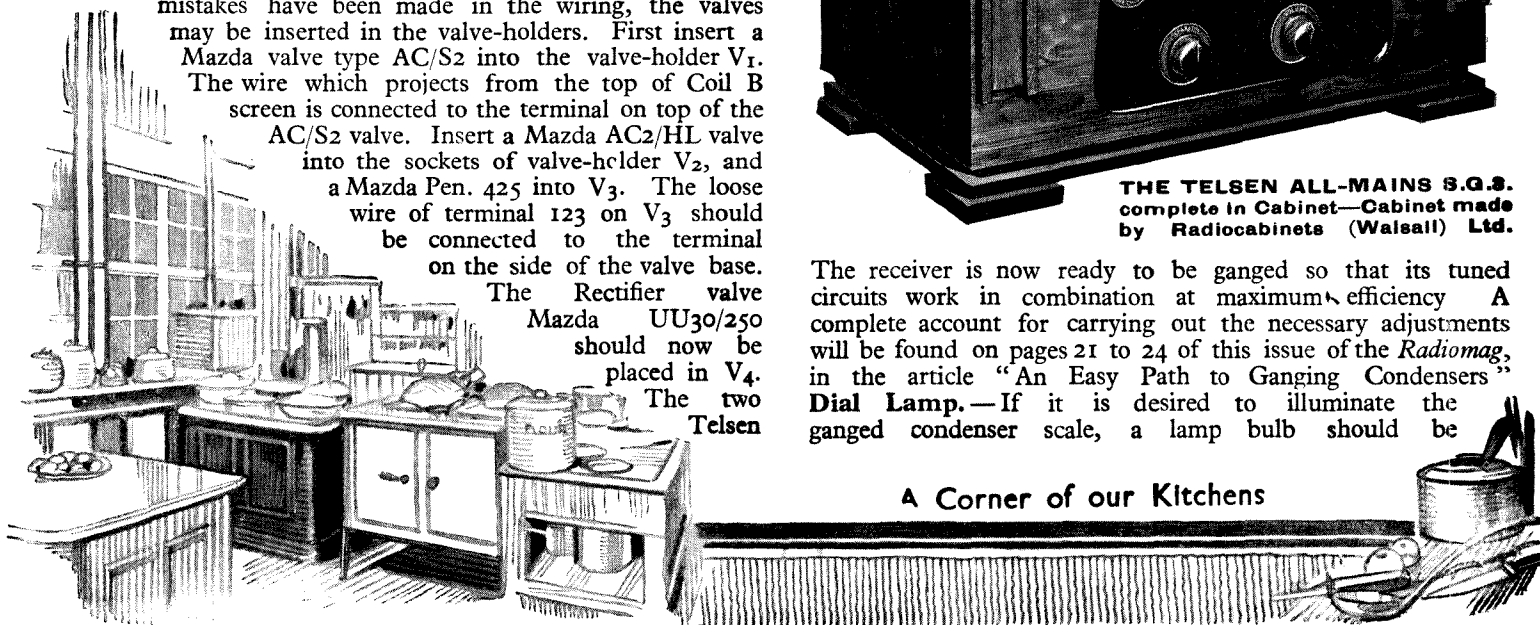 mistakes have been made in the wiring, the valves
may be inserted in the valve-holders. First insert a
Mazda valve type AC/S2 into the valve-holder V1.
The wire which projects from the top of Coil B
screen is connected to the terminal on top of the
AC/S2 valve. Insert a Mazda AC2/HL valve
into the sockets of valve-holder V2, and
a Mazda Pen. 425 into V3. The loose
wire of terminal 123 on V3 should
be connected to the terminal
on the side of the valve base.
The Rectifier valve
Mazda UU30/250
should now be
placed in V4.
The two
Telsen
THE TELSEN ALL-MAINS S.G.3.
complete in Cabinet—Cabinet made
by Radiocabinets (Walsall) Ltd.
The receiver is now ready to be ganged so that its tuned
circuits work in combination at maximum efficiency A
complete account for carrying out the necessary adjustments
will be found on pages 21 to 24 of this issue of the Radiomag,
in the article "An Easy Path to Ganging Condensers"
Dial Lamp.—If it is desired to illuminate the
ganged condenser scale, a lamp bulb should be
A Corner of our Kitchens